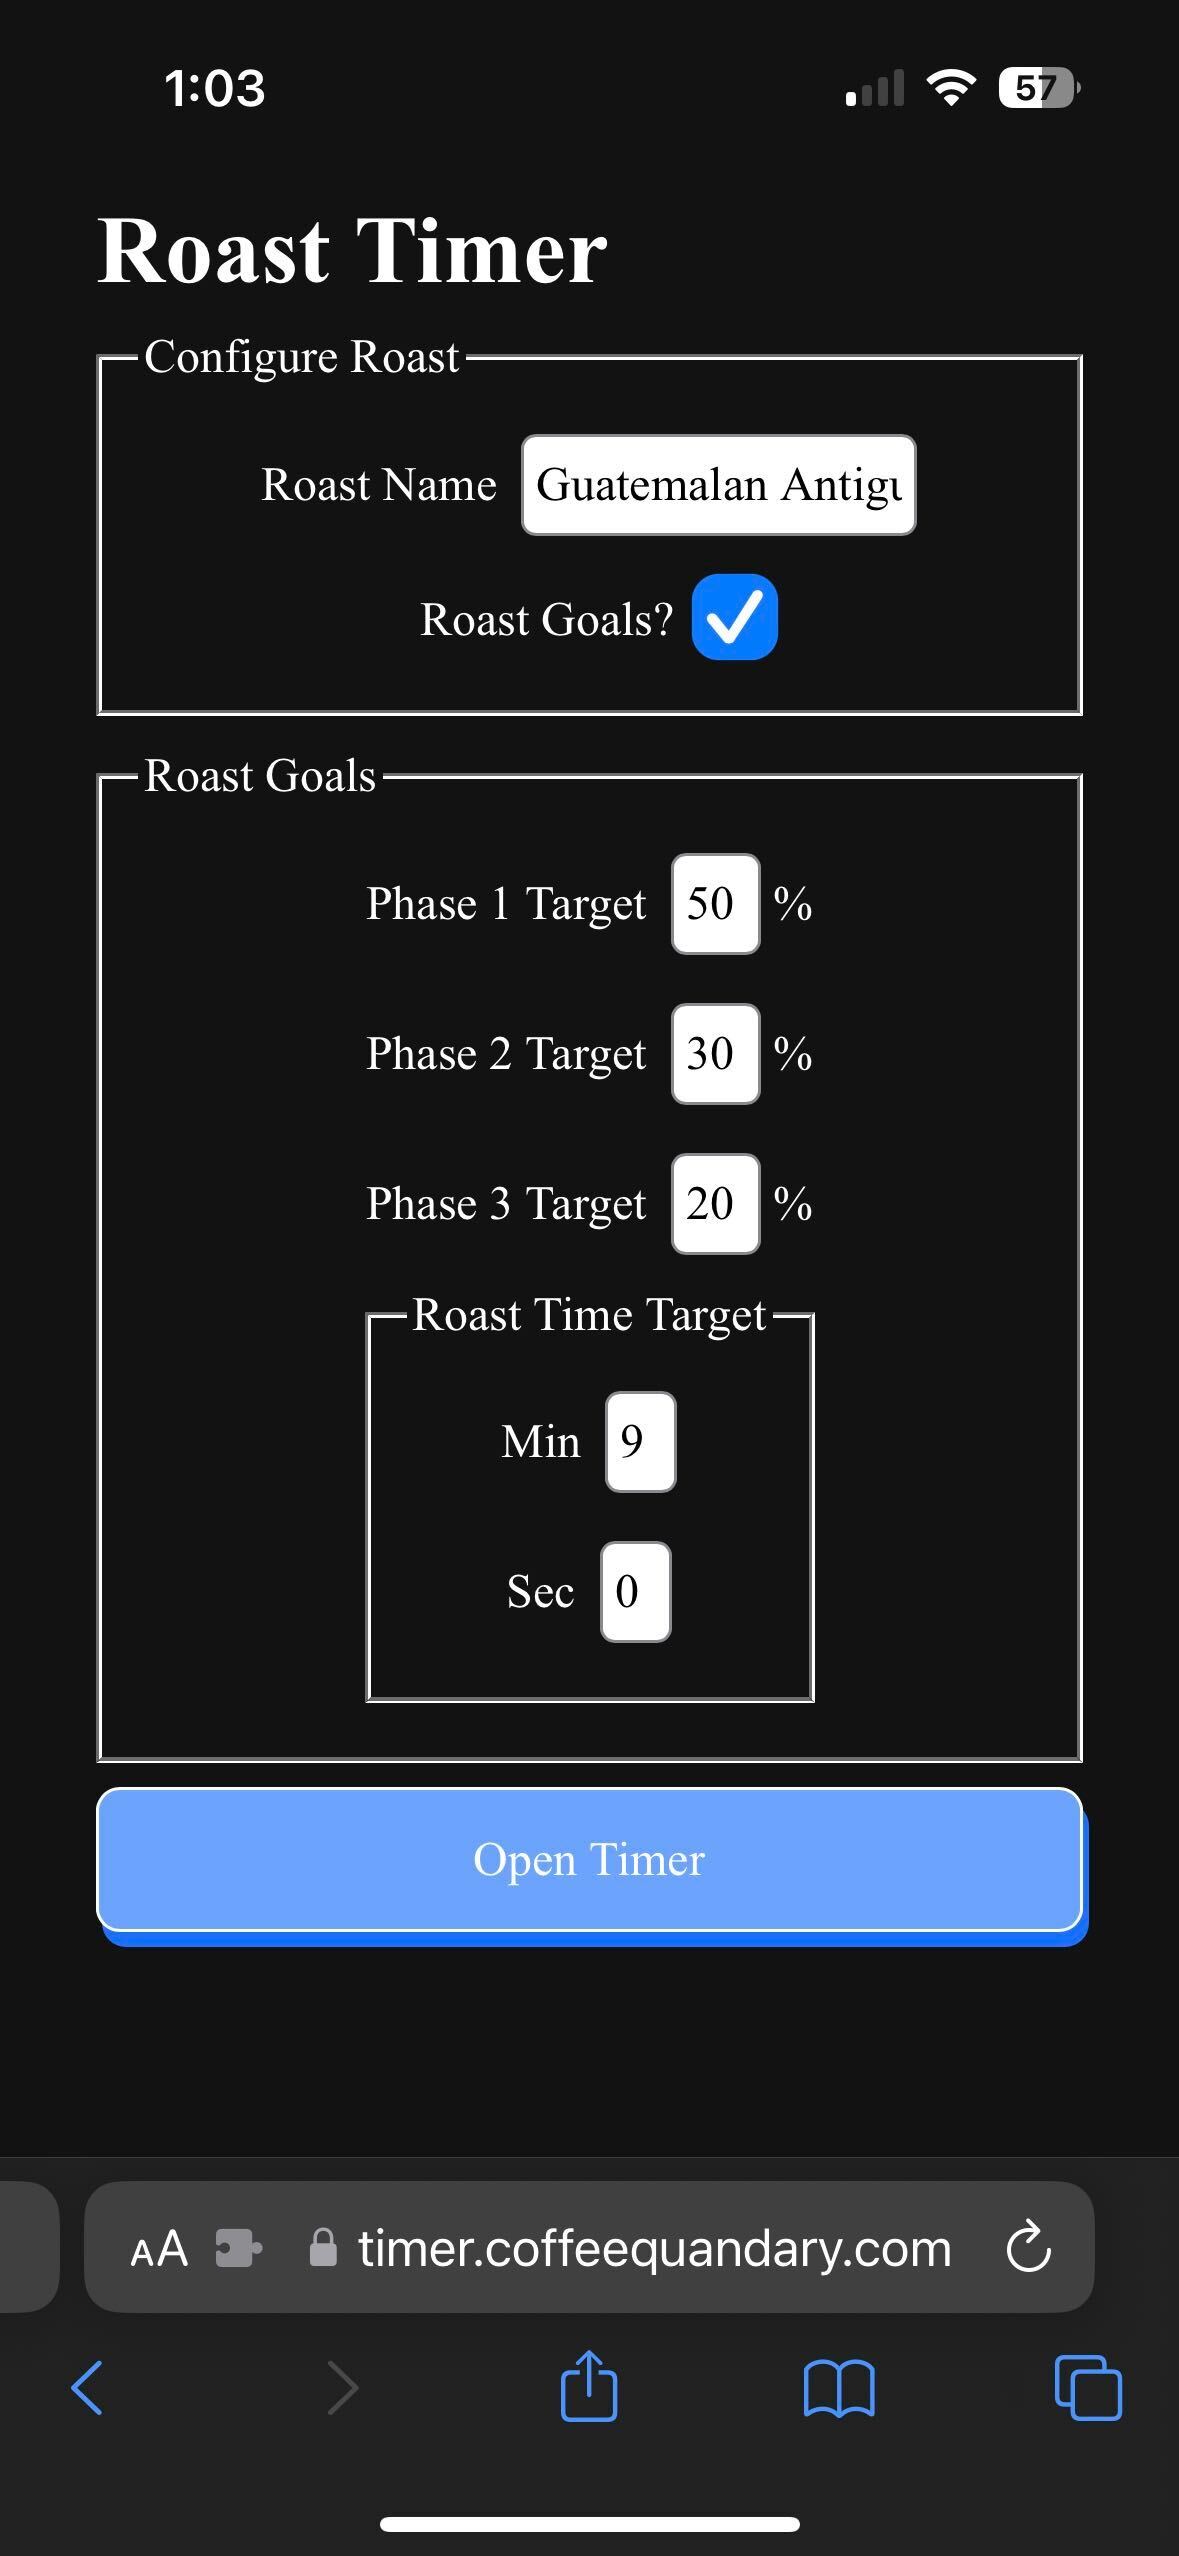 1:03
57
Roast Timer
Configure Roast
Roast Name Guatemalan Antigu
Roast Goals?
Roast Goals
Phase 1 Target 50 %
Phase 2 Target 30 %
Phase 3 Target 20 %
Roast Time Target
Min 9
Sec 0
Open Timer
AA timer.coffeequandary.com